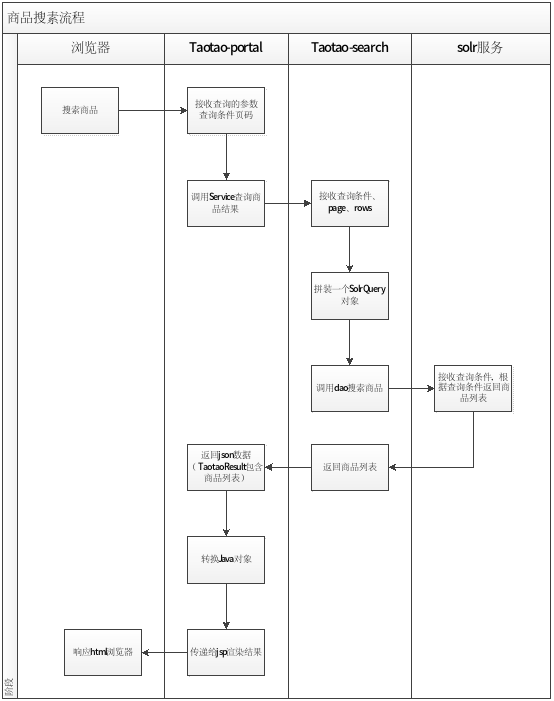 商品搜素流程
浏览器
Taotao-portal
Taotao-search
solr服务
搜索商品
接收查询的参数
查询条件页码
调用Service查询商
品结果
接收查询条件、
page、rows
拼装一个SolrQuery
对象
调用dao搜索商品
接收查询条件，根
据查询条件返回商
品列表
返回商品列表
返回json数据
（TaotaoResult包含
商品列表）
转换Java对象
传递给jsp渲染结果
响应html浏览器
阶段